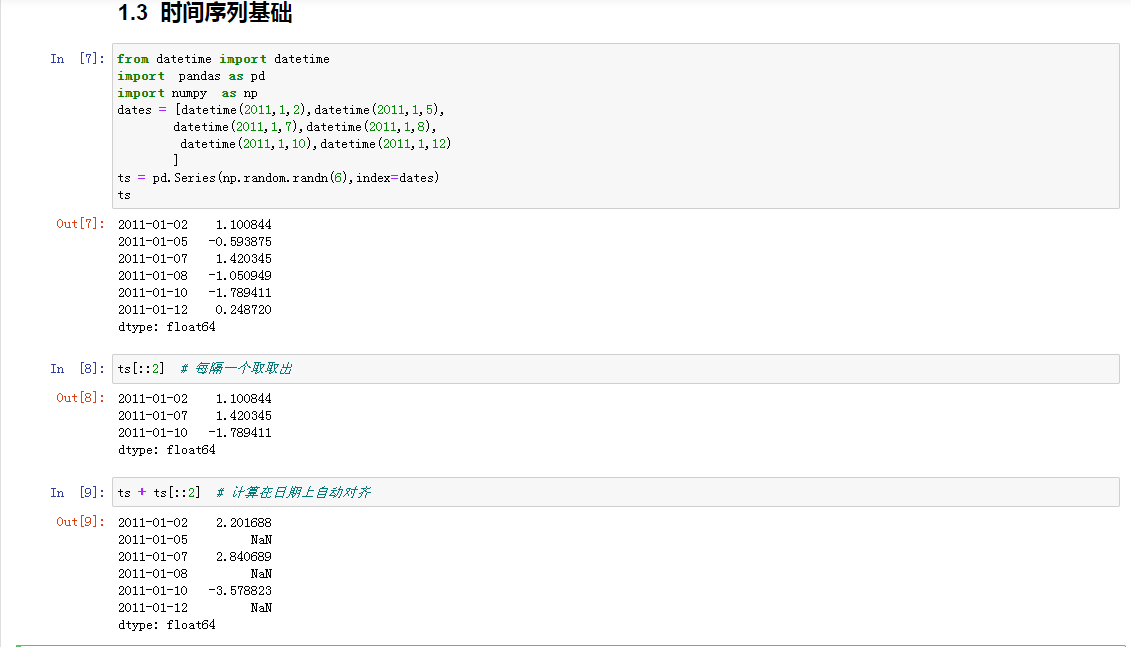 1.3 时间序列基础
In [7]:
from datetime import datetime
import  pandas as pd
import numpy  as np
dates = [datetime(2011,1,2),datetime(2011,1,5),
        datetime(2011,1,7),datetime(2011,1,8),
         datetime(2011,1,10),datetime(2011,1,12)
        ]
ts = pd.Series(np.random.randn(6),index=dates)
ts
Out[7]:
2011-01-02    1.100844
2011-01-05   -0.593875
2011-01-07    1.420345
2011-01-08   -1.050949
2011-01-10   -1.789411
2011-01-12    0.248720
dtype: float64
In [8]:
ts[::2]  # 每隔一个取取出
Out[8]:
2011-01-02    1.100844
2011-01-07    1.420345
2011-01-10   -1.789411
dtype: float64
In [9]:
ts + ts[::2]  # 计算在日期上自动对齐
Out[9]:
2011-01-02    2.201688
2011-01-05         NaN
2011-01-07    2.840689
2011-01-08         NaN
2011-01-10   -3.578823
2011-01-12         NaN
dtype: float64